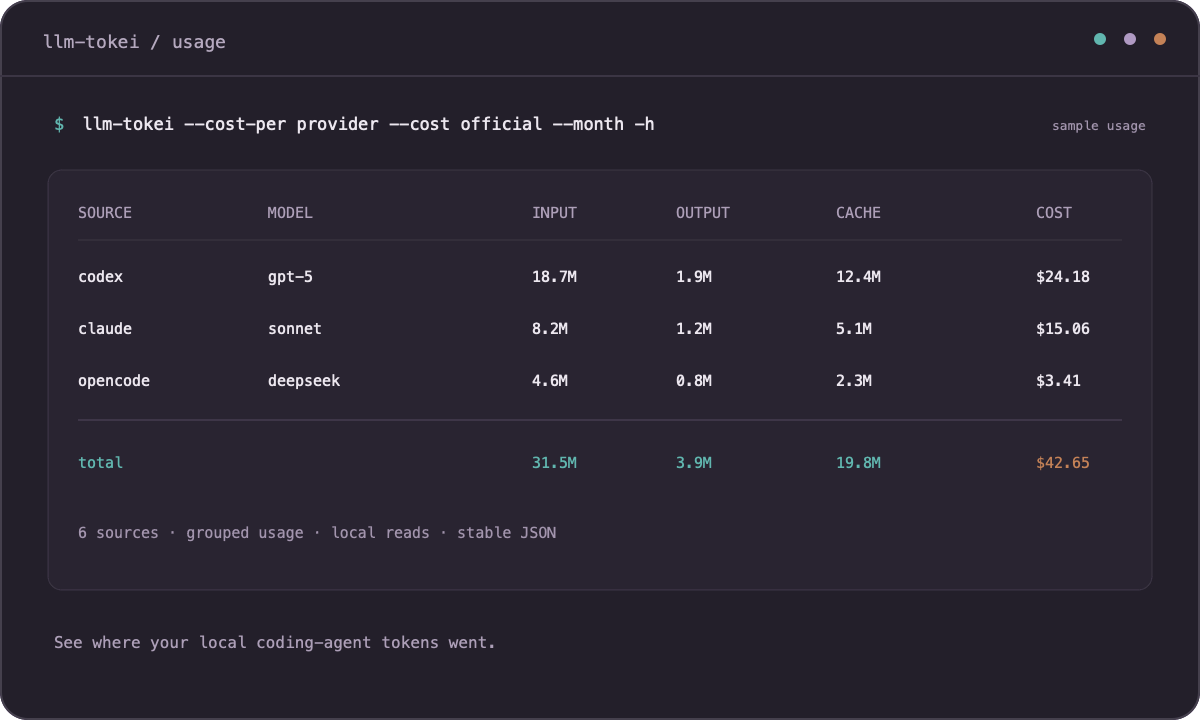 llm-tokei / usage
$ llm-tokei --cost-per provider --cost official --month -h
sample usage
SOURCE MODEL INPUT OUTPUT CACHE COST
codex gpt-5 18.7M 1.9M 12.4M $24.18
claude sonnet 8.2M 1.2M 5.1M $15.06
opencode deepseek 4.6M 0.8M 2.3M $3.41
total 31.5M 3.9M 19.8M $42.65
6 sources · grouped usage · local reads · stable JSON
See where your local coding-agent tokens went.